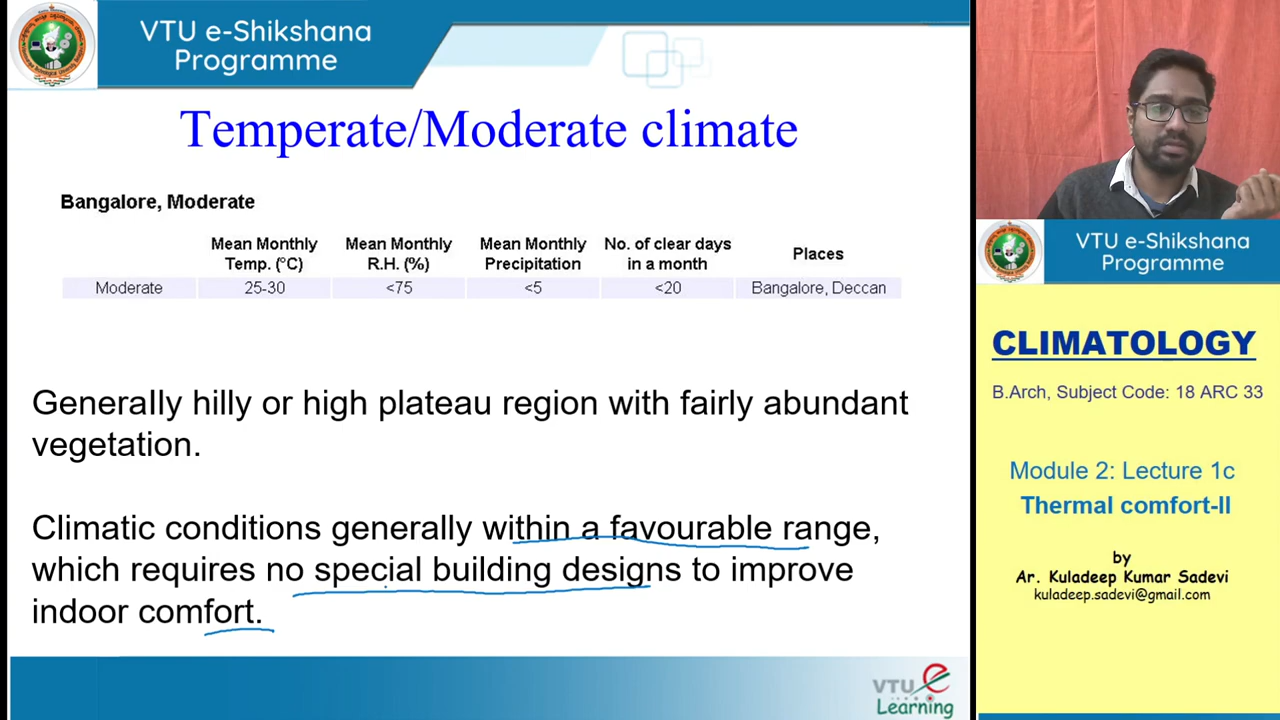 VTU e-Shikshana
Programme
Temperate/Moderate climate
Bangalore, Moderate
Mean Monthly Temp. (°C) Mean Monthly R.H. (%) Mean Monthly Precipitation No. of clear days in a month Places
Moderate 25-30 <75 <5 <20 Bangalore, Deccan
Generally hilly or high plateau region with fairly abundant
vegetation.
Climatic conditions generally within a favourable range,
which requires no special building designs to improve
indoor comfort.
VTU e
Learning
VTU e-Shikshana
Programme
CLIMATOLOGY
B.Arch, Subject Code: 18 ARC 33
Module 2: Lecture 1c
Thermal comfort-II
by
Ar. Kuladeep Kumar Sadevi
kuladeep.sadevi@gmail.com